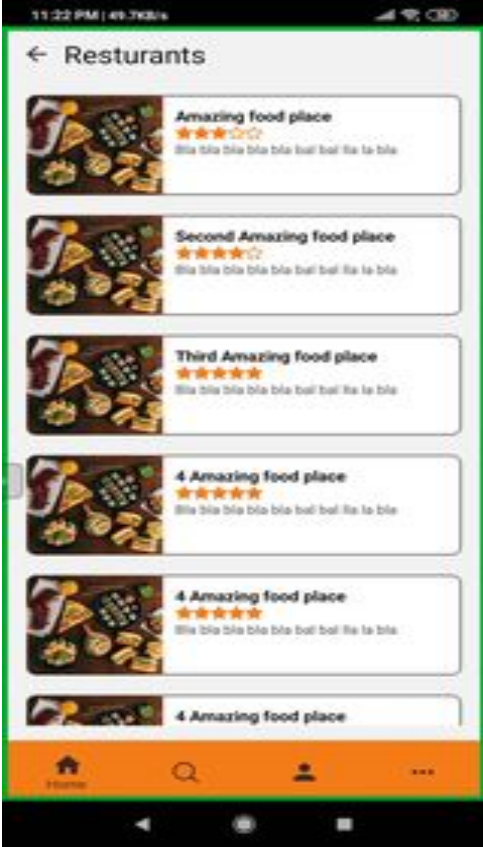 11:22 PM | 49.7KB/s
Resturants
Amazing food place
Bla bla bla bla bla bal bal lla la bla
Second Amazing food place
Bla bla bla bla bla bal bal lla la bla
Third Amazing food place
Bla bla bla bla bla bal bal lla la bla
4 Amazing food place
Bla bla bla bla bla bal bal lla la bla
4 Amazing food place
Bla bla bla bla bla bal bal lla la bla
4 Amazing food place
Home